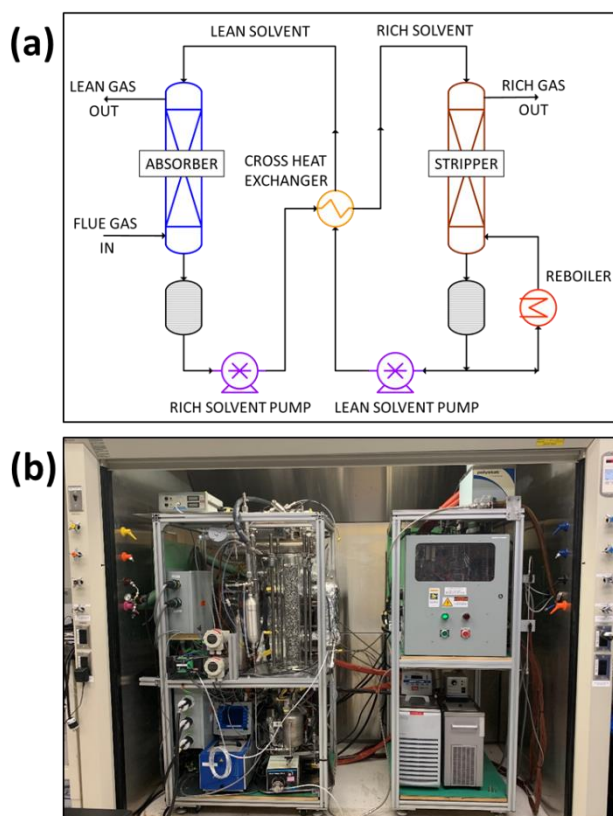 (a)
LEAN SOLVENT
RICH SOLVENT
LEAN GAS
OUT
RICH GAS
OUT
ABSORBER
CROSS HEAT
EXCHANGER
STRIPPER
FLUE GAS
IN
REBOILER
RICH SOLVENT PUMP
LEAN SOLVENT PUMP
(b)